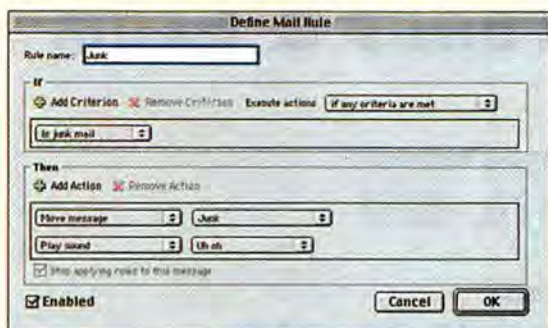 Define Mail Rule
Rule name: Junk
If
Add Criterion Remove Criterion Execute actions if any criteria are met
Is junk mail
Then
Add Action Remove Action
Move message Junk
Play sound Uh oh
Stop applying rules to this message
Enabled Cancel OK